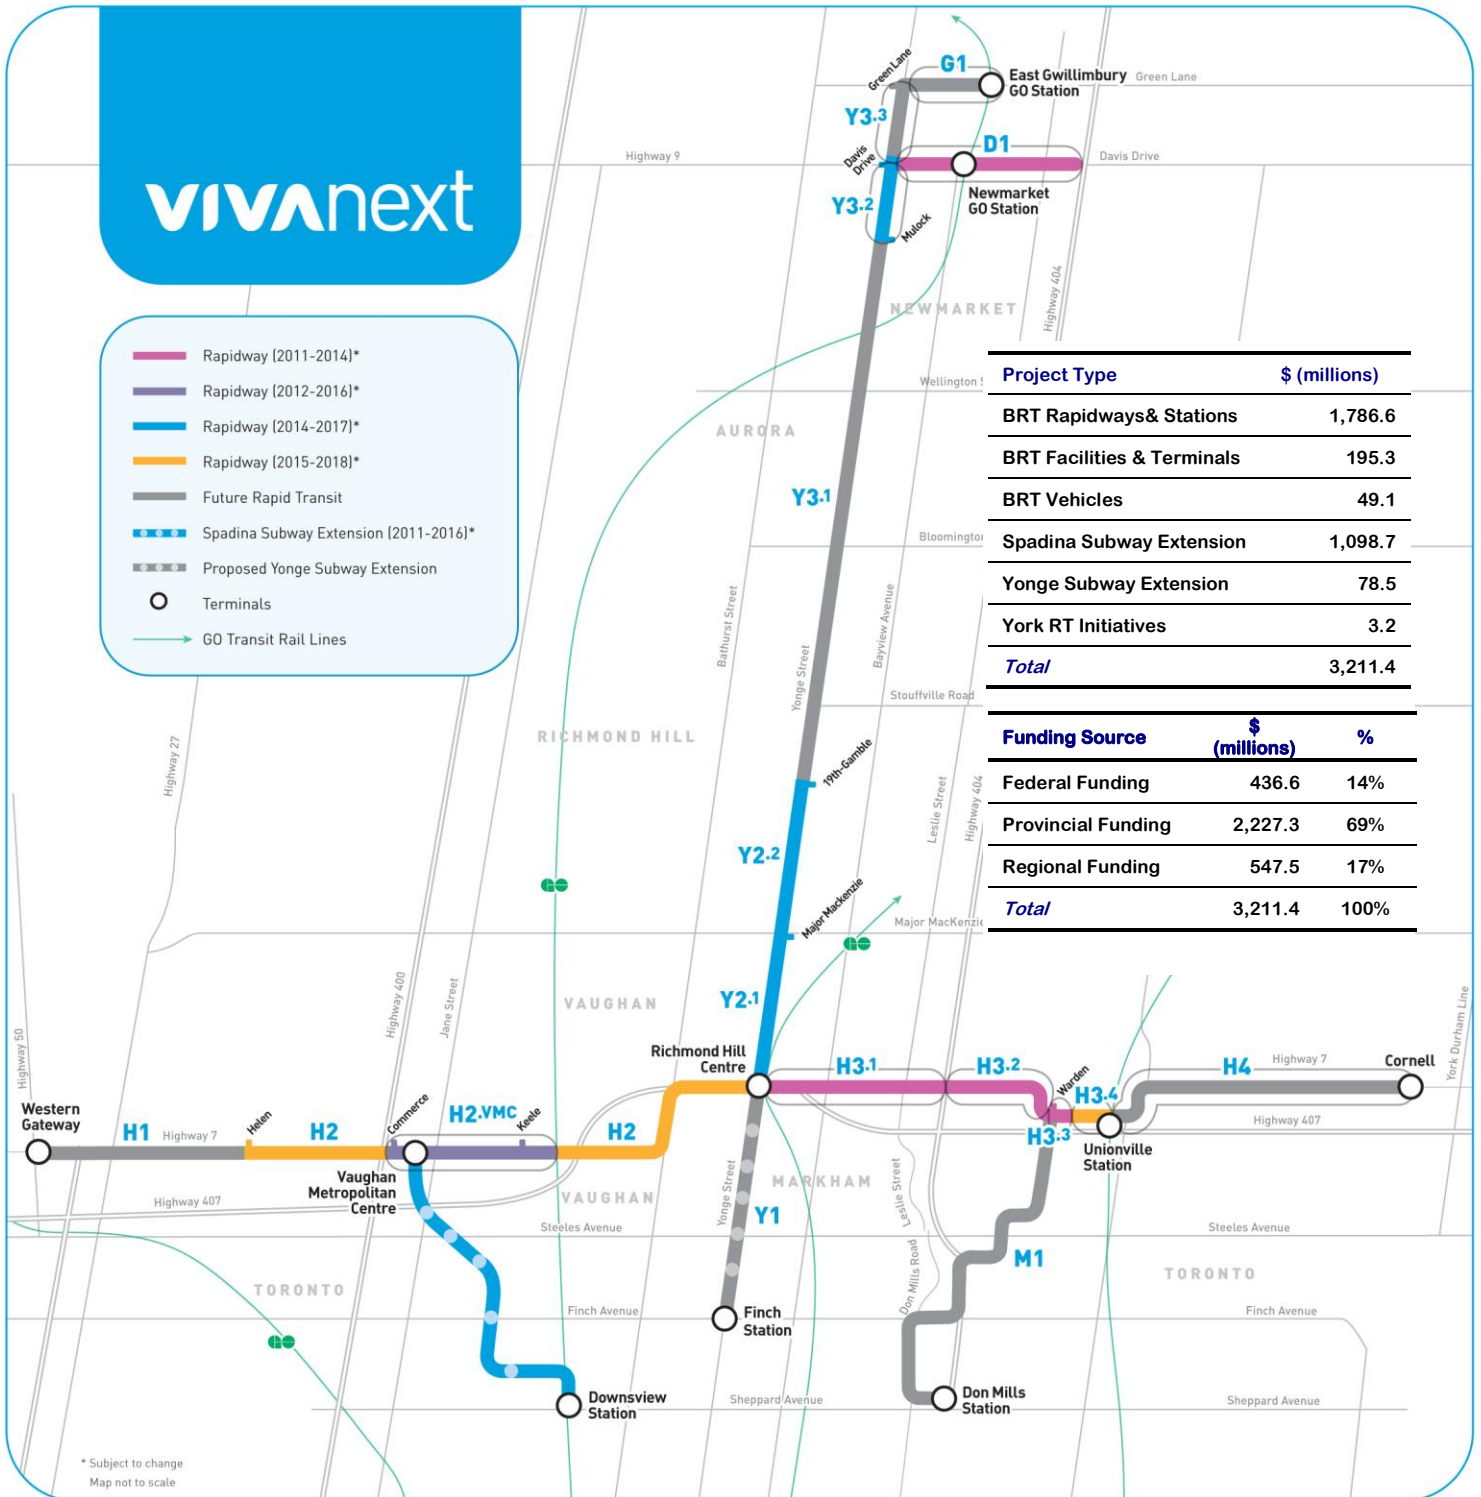 vivanext
Rapidway (2011-2014)*
Rapidway (2012-2016)*
Rapidway (2014-2017)*
Rapidway (2015-2018)*
Future Rapid Transit
Spadina Subway Extension (2011-2016)*
Proposed Yonge Subway Extension
Terminals
GO Transit Rail Lines
Green Lane
G1
East Gwillimbury
GO Station
Green Lane
Y3.3
Highway 9
Davis
Drive
D1
Davis Drive
Newmarket
GO Station
Y3.2
Mulock
Highway 404
NEWMARKET
Wellington
AURORA
Y3.1
Bathurst Street
Yonge Street
Bayview Avenue
Stouffville Road
RICHMOND HILL
Highway 27
19th-Gamble
Leslie Street
Highway 404
Y2.2
Major Mackenzie
Major MacKenzie
Project Type $ (millions)
BRT Rapidways& Stations 1,786.6
BRT Facilities & Terminals 195.3
BRT Vehicles 49.1
Spadina Subway Extension 1,098.7
Yonge Subway Extension 78.5
York RT Initiatives 3.2
Total 3,211.4
Funding Source $ (millions) %
Federal Funding 436.6 14%
Provincial Funding 2,227.3 69%
Regional Funding 547.5 17%
Total 3,211.4 100%
Highway 400
Jane Street
VAUGHAN
Y2.1
Highway 50
York Durham Line
Richmond Hill
Centre
H3.1
H3.2
Warden
H3.4
H4
Highway 7
Cornell
Western
Gateway
H1
Highway 7
Helen
H2
Commerce
H2.VMC
Keele
H2
H3.3
Highway 407
Unionville
Station
Vaughan
Metropolitan
Centre
Highway 407
VAUGHAN
Yonge Street
MARKHAM
Leslie Street
Y1
Steeles Avenue
Steeles Avenue
Don Mills Road
M1
TORONTO
TORONTO
Finch Avenue
Finch
Station
Finch Avenue
Downsview
Station
Sheppard Avenue
Don Mills
Station
Sheppard Avenue
* Subject to change
Map not to scale